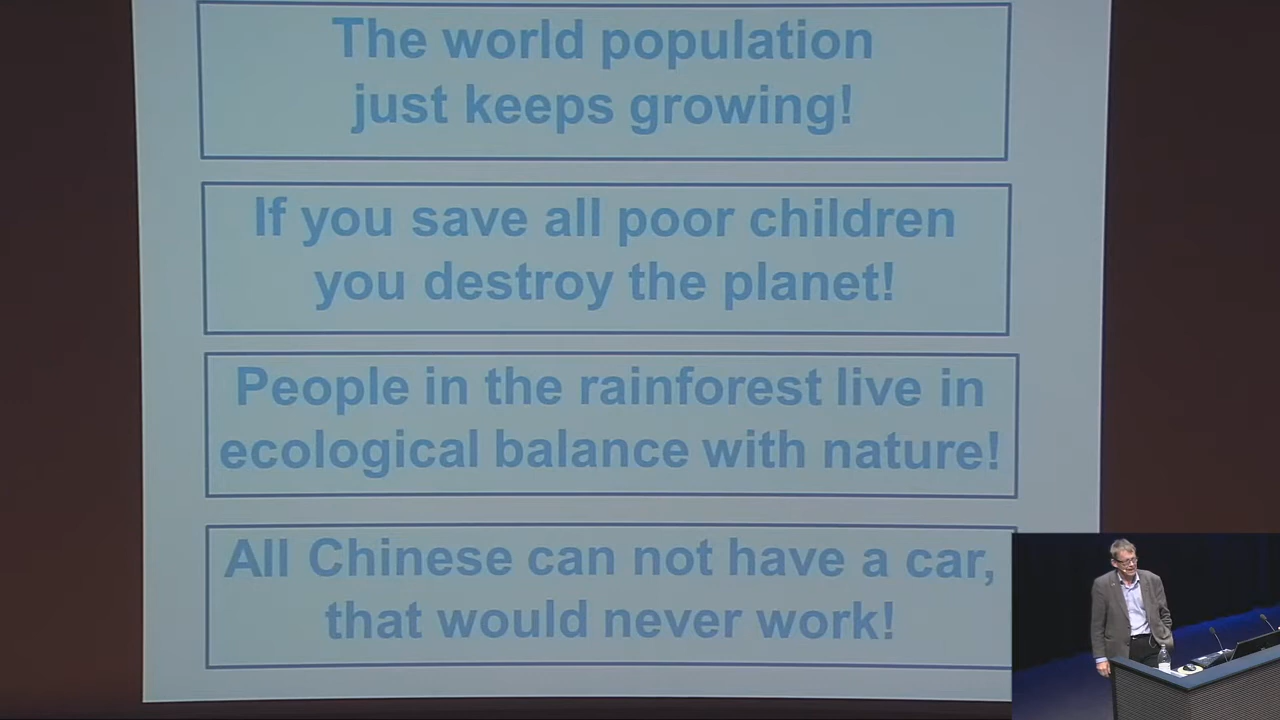 The world population
just keeps growing!
If you save all poor children
you destroy the planet!
People in the rainforest live in
ecological balance with nature!
All Chinese can not have a car,
that would never work!